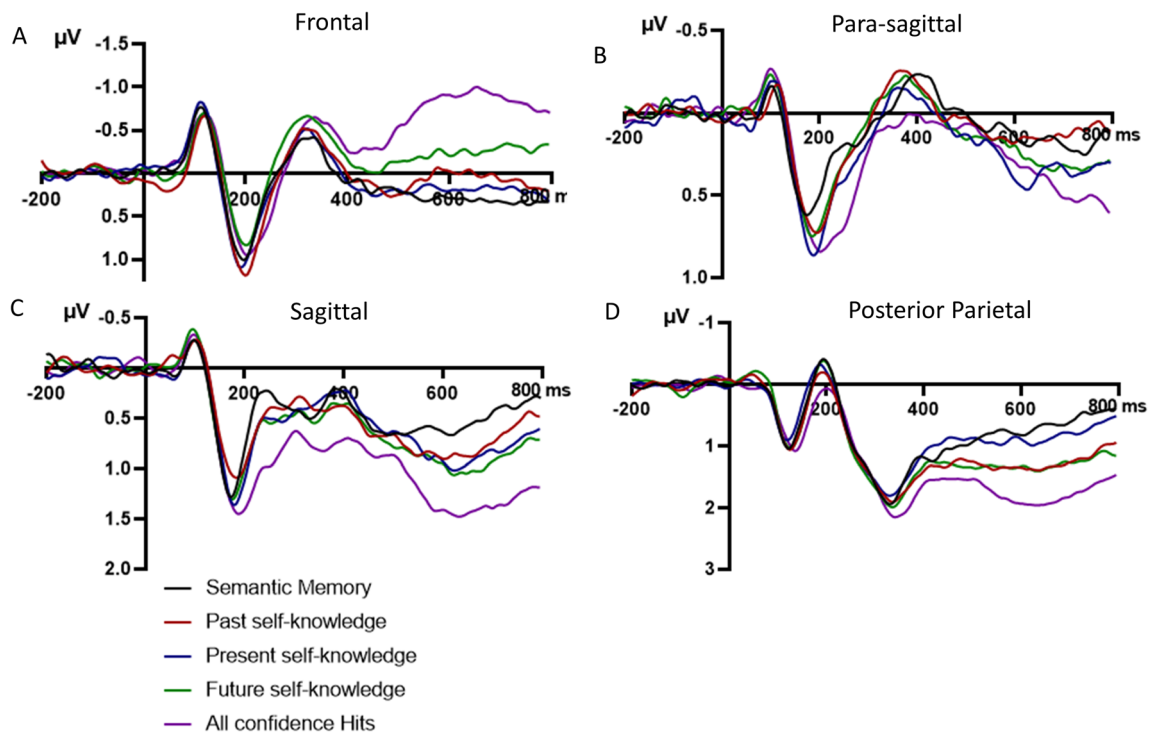 A
Frontal
µV
-1.5
-1.0
-0.5
-200
200
400
600
800 m
0.5
1.0
B
Para-sagittal
µV
-0.5
-200
200
400
600
800 ms
0.5
1.0
C
Sagittal
µV
-0.5
-200
200
400
600
800 ms
0.5
1.0
1.5
2.0
D
Posterior Parietal
µV
-1
-200
200
400
600
800 ms
1
2
3
Semantic Memory
Past self-knowledge
Present self-knowledge
Future self-knowledge
All confidence Hits